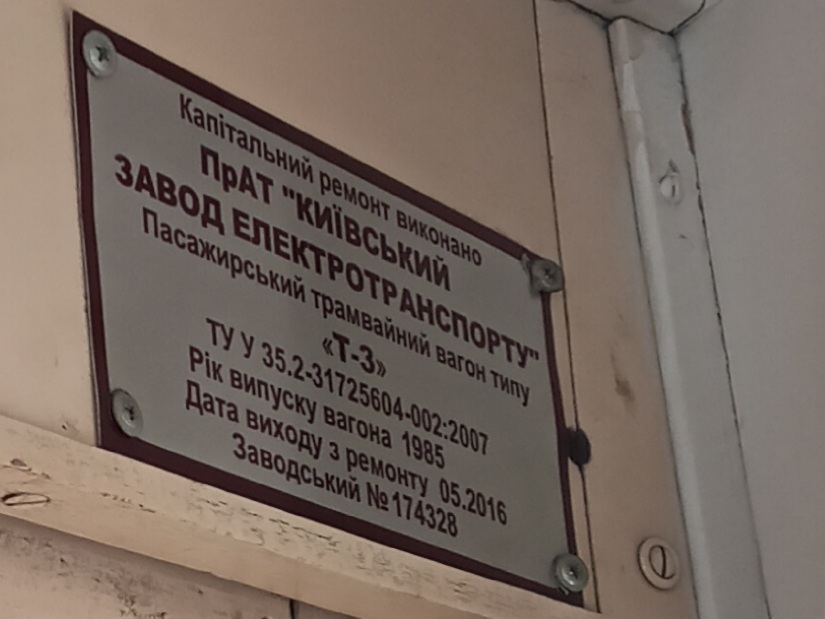 Капітальний ремонт виконано
ПрАТ "КИЇВСЬКИЙ
ЗАВОД ЕЛЕКТРОТРАНСПОРТУ"
Пасажирський трамвайний вагон типу
«Т-3»
ТУ У 35.2-31725604-002:2007
Рік випуску вагона 1985
Дата виходу з ремонту 05.2016
Заводський №174328